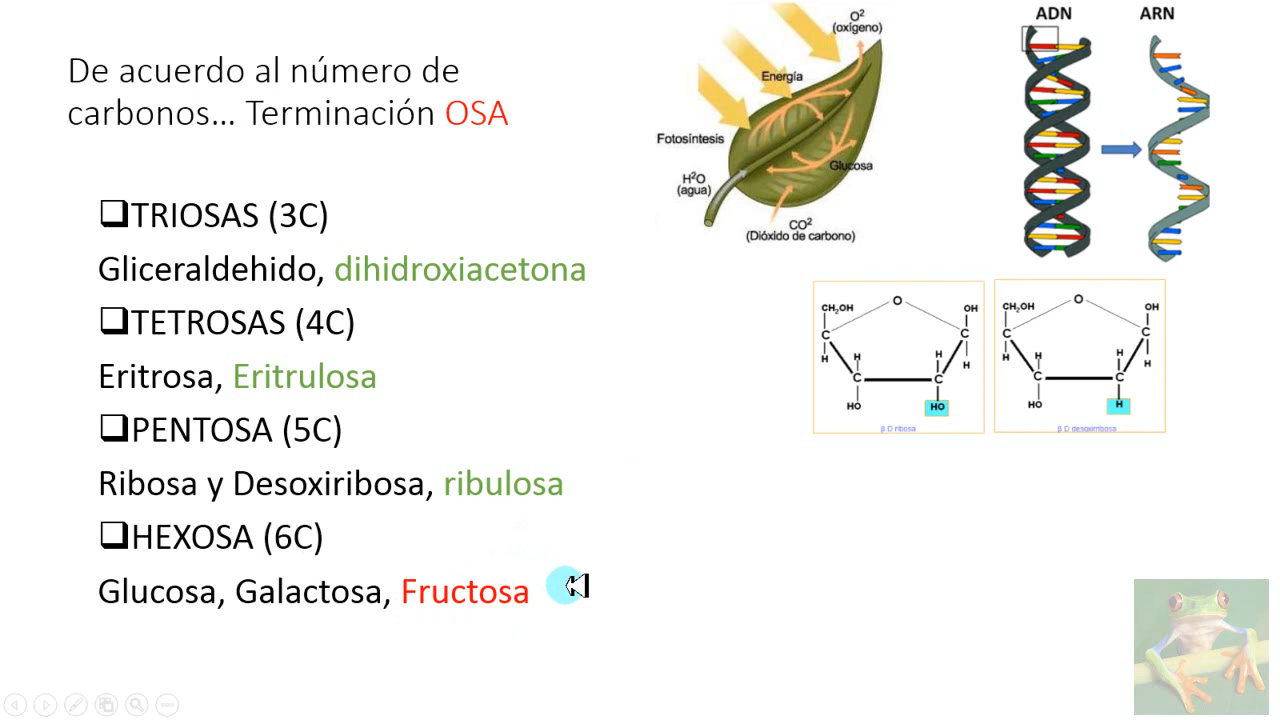 De acuerdo al número de
carbonos... Terminación OSA
TRIOSAS (3C)
Gliceraldehido, dihidroxiacetona
TETROSAS (4C)
Eritrosa, Eritrulosa
PENTOSA (5C)
Ribosa y Desoxiribosa, ribulosa
HEXOSA (6C)
Glucosa, Galactosa, Fructosa
O²
(oxígeno)
Energía
Fotosíntesis
Glucosa
H²O
(agua)
CO²
(Dióxido de carbono)
ADN
ARN
CH₂OH
O
OH
C
C
H
H
H
H
C
C
HO
HO
β D ribosa
CH₂OH
O
OH
C
C
H
H
H
H
C
C
HO
H
β D desoxirribosa